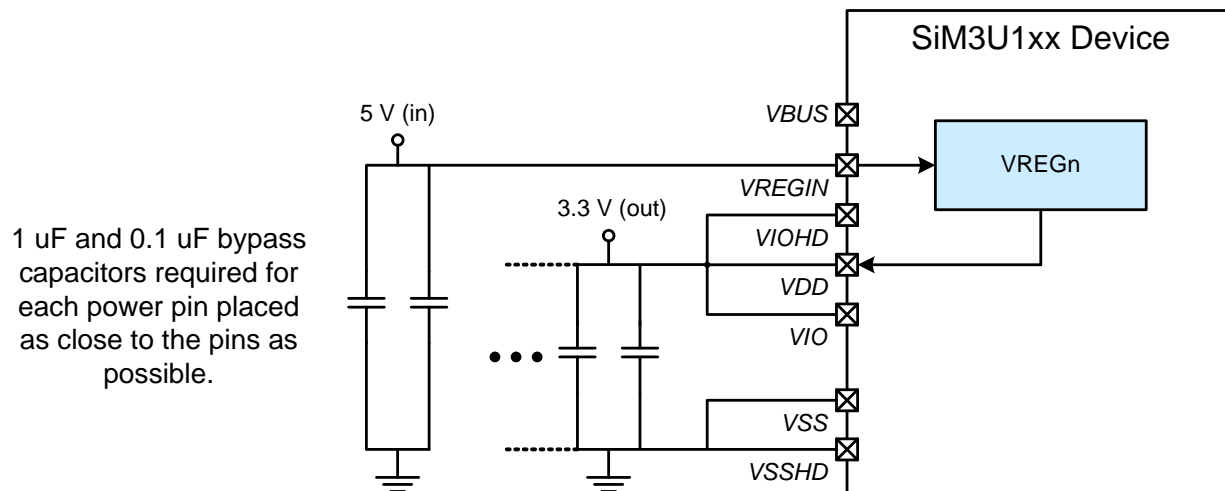 SiM3U1xx Device
5 V (in)
VBUS
VREGn
VREGIN
3.3 V (out)
VIOHD
1 uF and 0.1 uF bypass
capacitors required for
each power pin placed
as close to the pins as
possible.
VDD
VIO
VSS
VSSHD